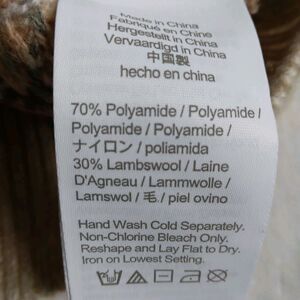 Made in China
Fabriqué en Chine
Hergestellt in China
Vervaardigd in China
中国製
hecho en china
70% Polyamide / Polyamide /
Polyamide / Polyamide /
ナイロン / poliamida
30% Lambswool / Laine
D'Agneau / Lammwolle /
Lamswol / 毛 / piel ovino
Hand Wash Cold Separately.
Non-Chlorine Bleach Only.
Reshape and Lay Flat to Dry.
Iron on Lowest Setting.